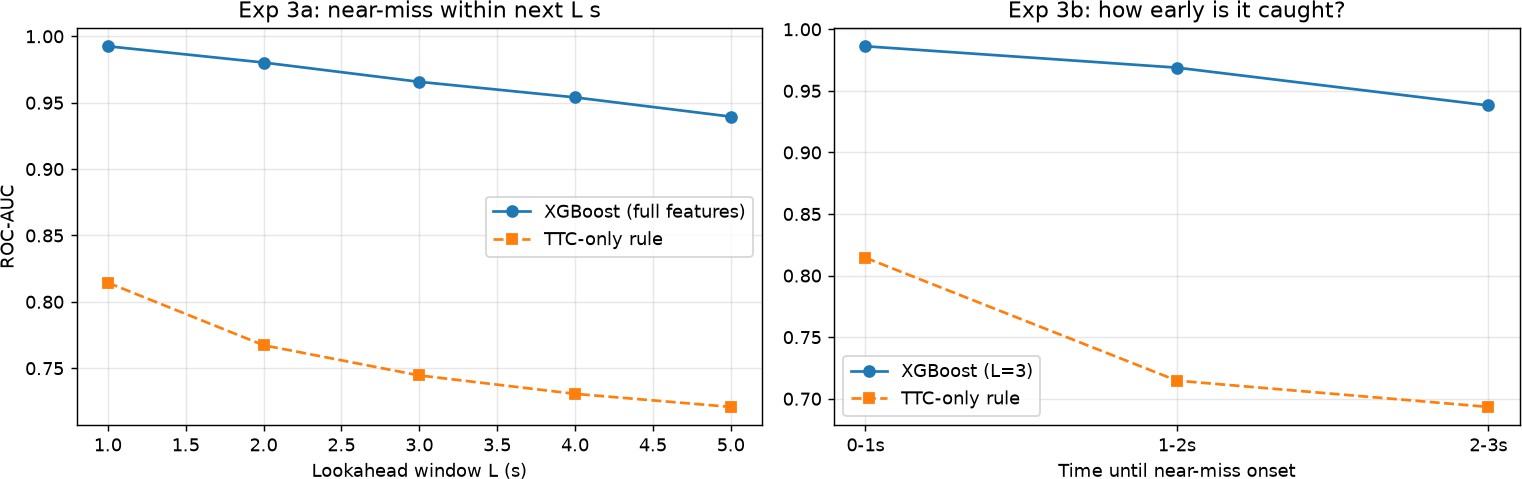 Exp 3a: near-miss within next L s
1.00
0.95
0.90
0.85
0.80
0.75
ROC-AUC
XGBoost (full features)
TTC-only rule
1.0 1.5 2.0 2.5 3.0 3.5 4.0 4.5 5.0
Lookahead window L (s)
Exp 3b: how early is it caught?
1.00
0.95
0.90
0.85
0.80
0.75
0.70
XGBoost (L=3)
TTC-only rule
0-1s 1-2s 2-3s
Time until near-miss onset